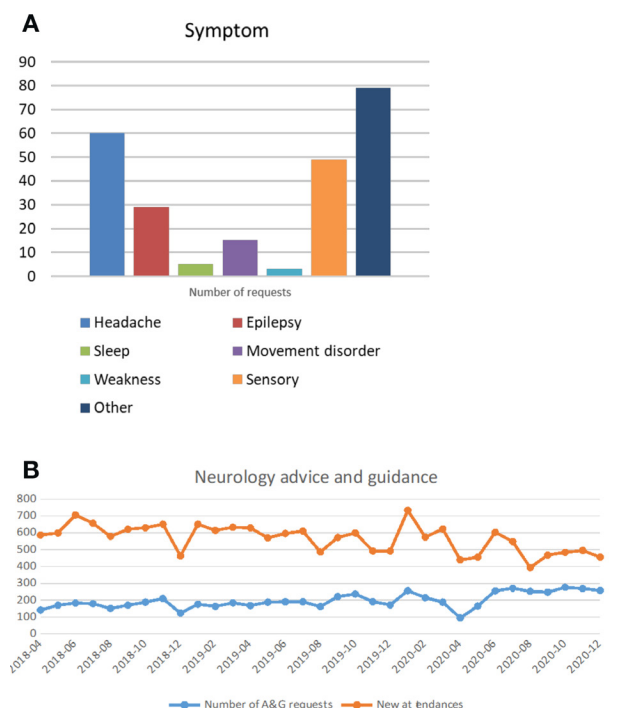 A
Symptom
90
80
70
60
50
40
30
20
10
0
Number of requests
Headache Epilepsy
Sleep Movement disorder
Weakness Sensory
Other
B
Neurology advice and guidance
800
700
600
500
400
300
200
100
0
2018-04 2018-06 2018-08 2018-10 2018-12 2019-02 2019-04 2019-06 2019-08 2019-10 2019-12 2020-02 2020-04 2020-06 2020-08 2020-10 2020-12
Number of A&G requests New attendances